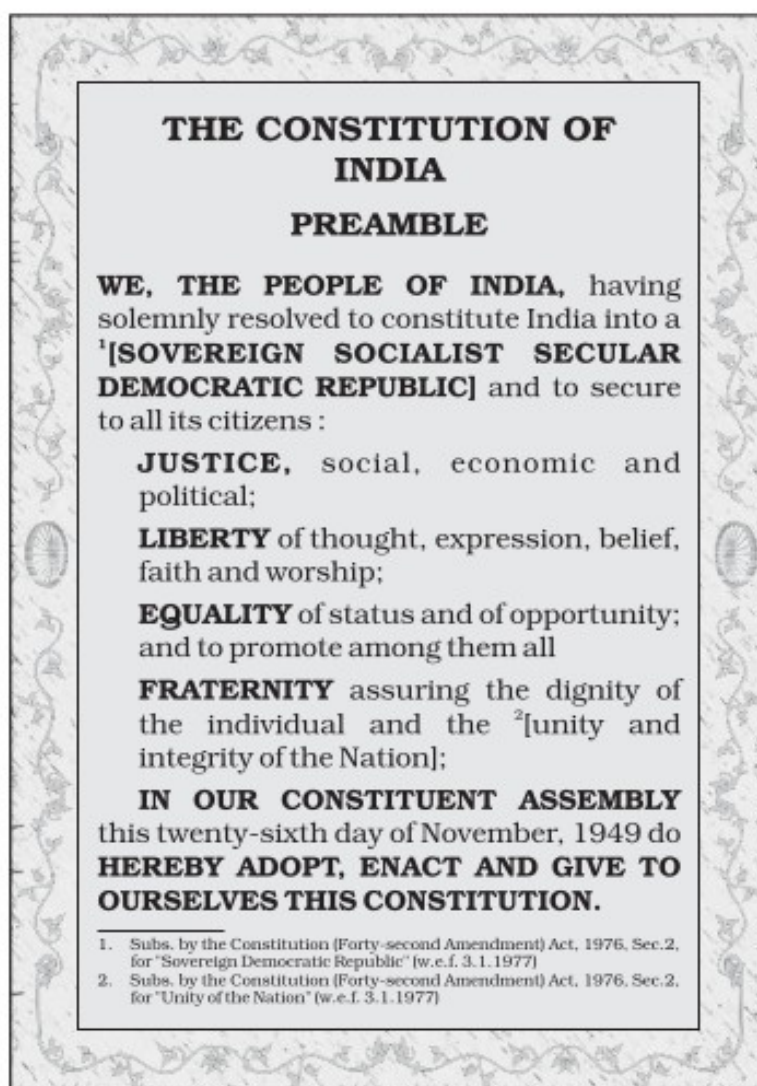 THE CONSTITUTION OF
INDIA
PREAMBLE
WE, THE PEOPLE OF INDIA, having
solemnly resolved to constitute India into a
¹[SOVEREIGN SOCIALIST SECULAR
DEMOCRATIC REPUBLIC] and to secure
to all its citizens :
JUSTICE, social, economic and
political;
LIBERTY of thought, expression, belief,
faith and worship;
EQUALITY of status and of opportunity;
and to promote among them all
FRATERNITY assuring the dignity of
the individual and the ²[unity and
integrity of the Nation];
IN OUR CONSTITUENT ASSEMBLY
this twenty-sixth day of November, 1949 do
HEREBY ADOPT, ENACT AND GIVE TO
OURSELVES THIS CONSTITUTION.
1. Subs. by the Constitution (Forty-second Amendment) Act, 1976, Sec.2,
for "Sovereign Democratic Republic" (w.e.f. 3.1.1977)
2. Subs. by the Constitution (Forty-second Amendment) Act, 1976, Sec.2,
for "Unity of the Nation" (w.e.f. 3.1.1977)